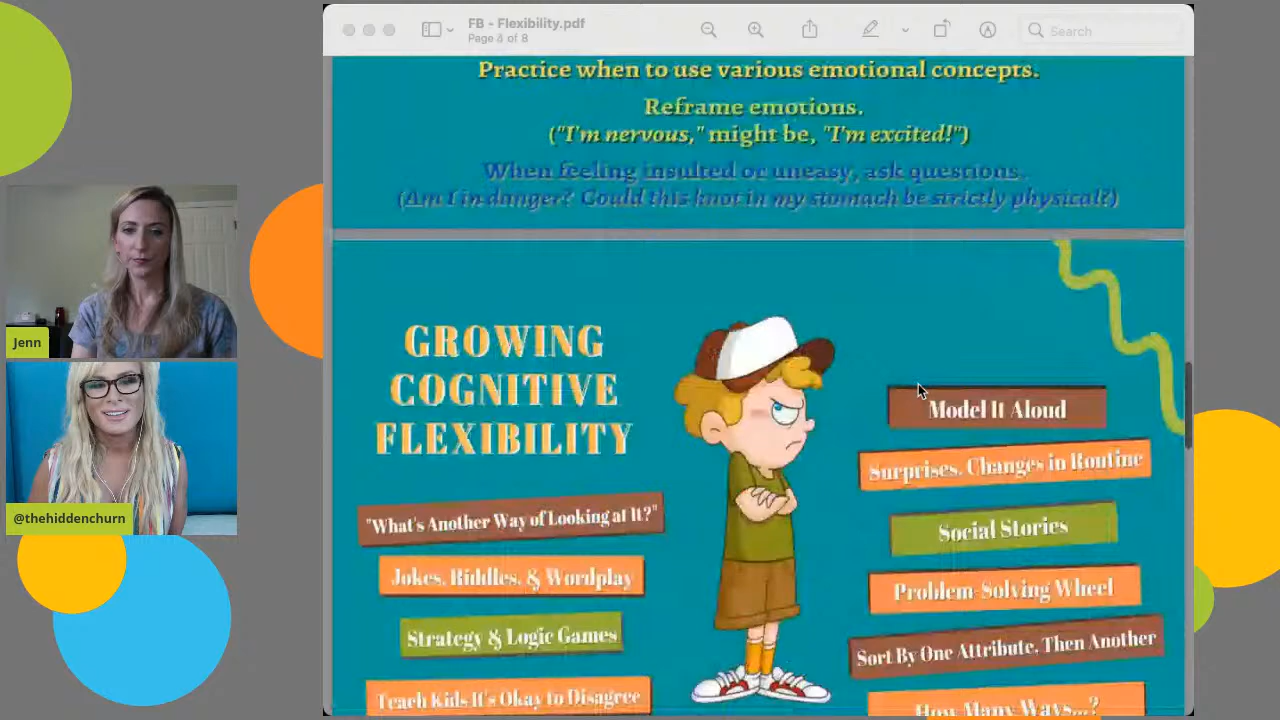 FB - Flexibility.pdf
Page 8 of 8
Search
Practice when to use various emotional concepts.
Reframe emotions.
("I'm nervous," might be, "I'm excited!")
When feeling insulted or uneasy, ask questions.
(Am I in danger? Could this knot in my stomach be strictly physical?)
Jenn
@thehiddenchurn
GROWING
COGNITIVE
FLEXIBILITY
"What's Another Way of Looking at It?"
Jokes, Riddles, & Wordplay
Strategy & Logic Games
Teach Kids It's Okay to Disagree
Model It Aloud
Surprises, Changes in Routine
Social Stories
Problem-Solving Wheel
Sort By One Attribute, Then Another
How Many Ways...?